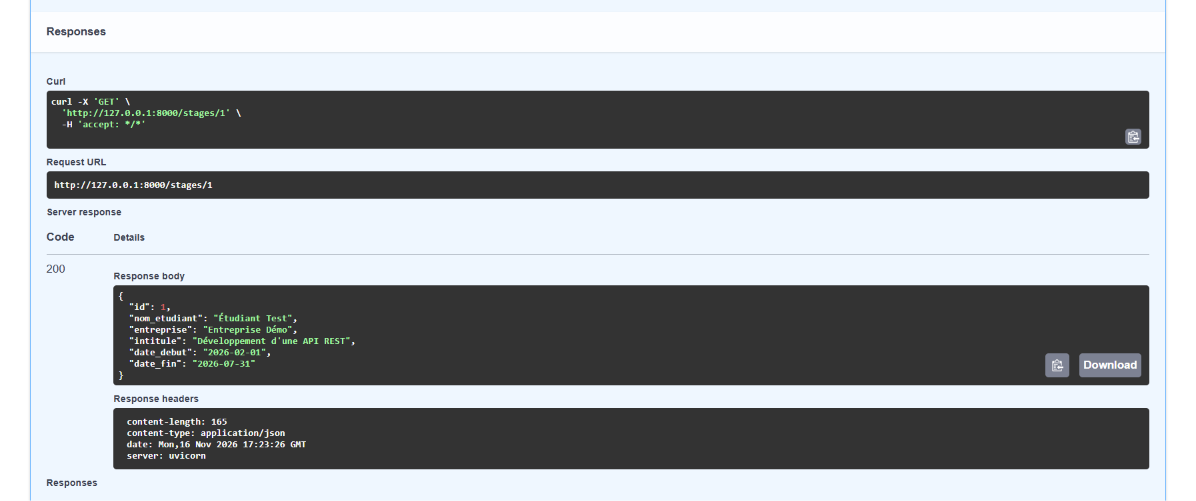 Responses
Curl
curl -X 'GET' \
  'http://127.0.0.1:8000/stages/1' \
  -H 'accept: */*'
Request URL
http://127.0.0.1:8000/stages/1
Server response
Code Details
200
Response body
{
  "id": 1,
  "nom_etudiant": "Étudiant Test",
  "entreprise": "Entreprise Démo",
  "intitule": "Développement d'une API REST",
  "date_debut": "2026-02-01",
  "date_fin": "2026-07-31"
}
Download
Response headers
content-length: 165
content-type: application/json
date: Mon,16 Nov 2026 17:23:26 GMT
server: uvicorn
Responses